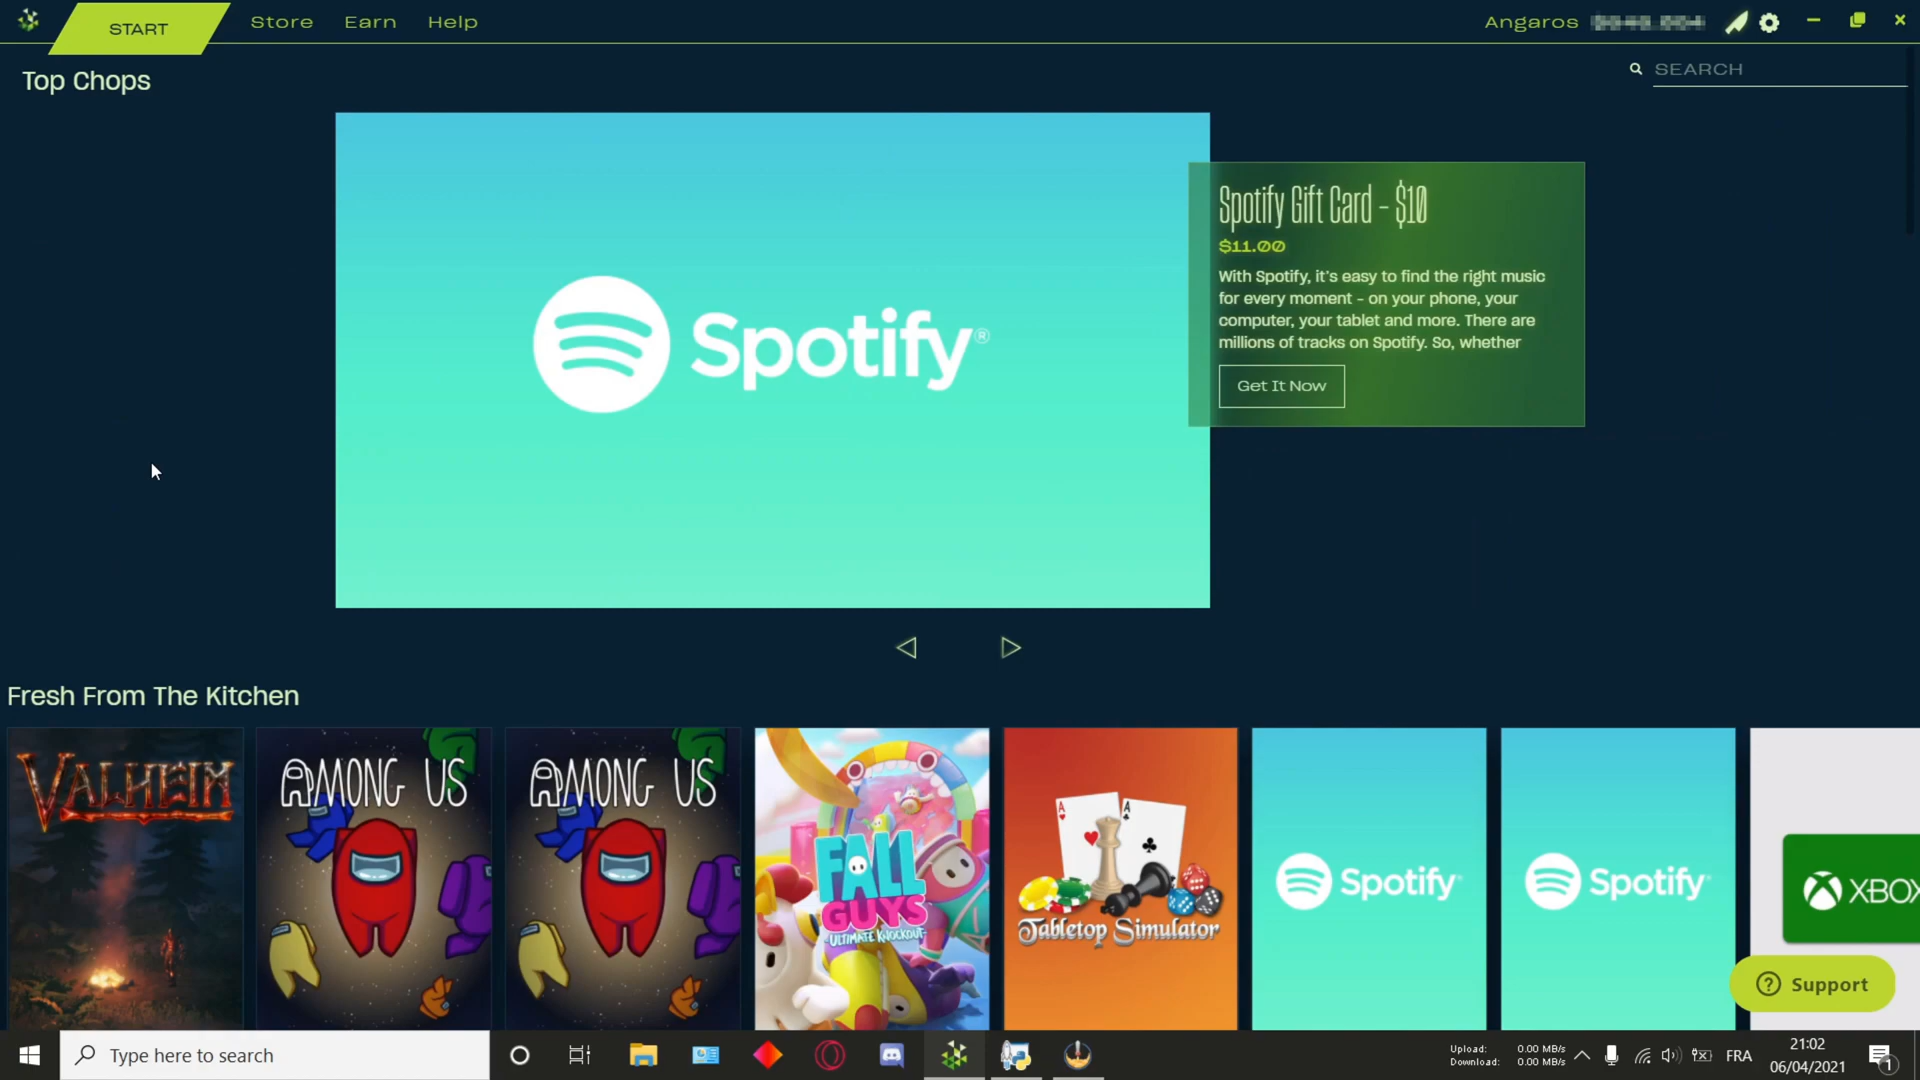 START
Store
Earn
Help
Angaros
Top Chops
SEARCH
Spotify®
Spotify Gift Card - $10
$11.00
With Spotify, it's easy to find the right music
for every moment - on your phone, your
computer, your tablet and more. There are
millions of tracks on Spotify. So, whether
Get It Now
Fresh From The Kitchen
VALHEIM
AMONG US
AMONG US
FALL
GUYS
-ULTIMATE KNOCKOUT-
A
A
Tabletop Simulator
Spotify®
Spotify®
XBOX
Support
Type here to search
Upload: 0.00 MB/s
Download: 0.00 MB/s
FRA
21:02
06/04/2021
1